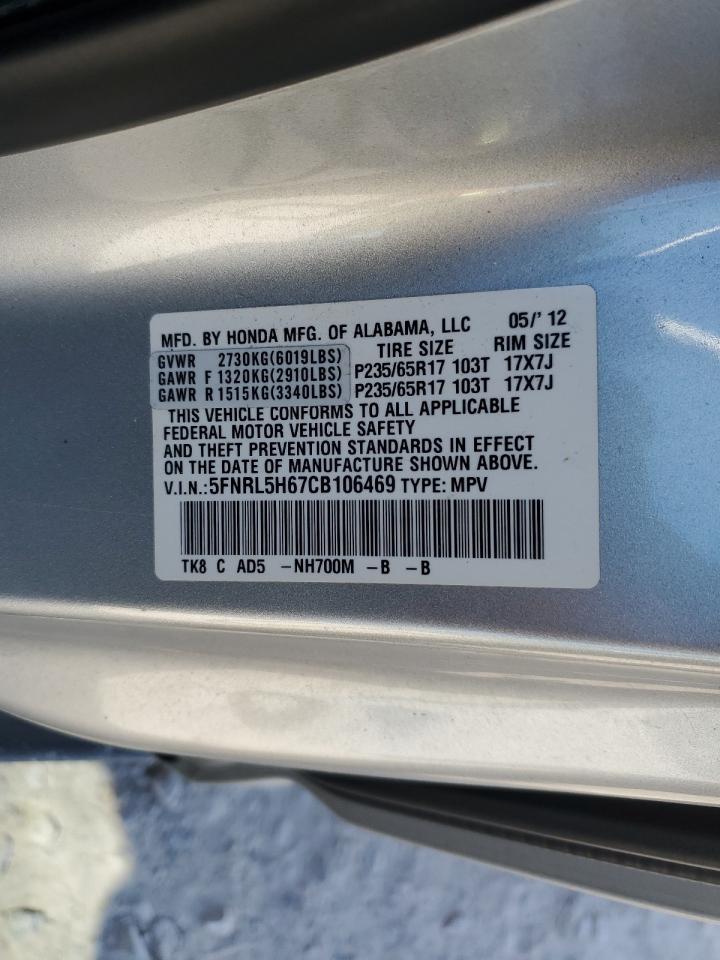 MFD. BY HONDA MFG. OF ALABAMA, LLC 05/' 12
TIRE SIZE RIM SIZE
GVWR 2730KG(6019LBS)
GAWR F 1320KG(2910LBS) P235/65R17 103T 17X7J
GAWR R 1515KG(3340LBS) P235/65R17 103T 17X7J
THIS VEHICLE CONFORMS TO ALL APPLICABLE
FEDERAL MOTOR VEHICLE SAFETY
AND THEFT PREVENTION STANDARDS IN EFFECT
ON THE DATE OF MANUFACTURE SHOWN ABOVE.
V.I.N.:5FNRL5H67CB106469 TYPE: MPV
TK8 C AD5 -NH700M -B -B